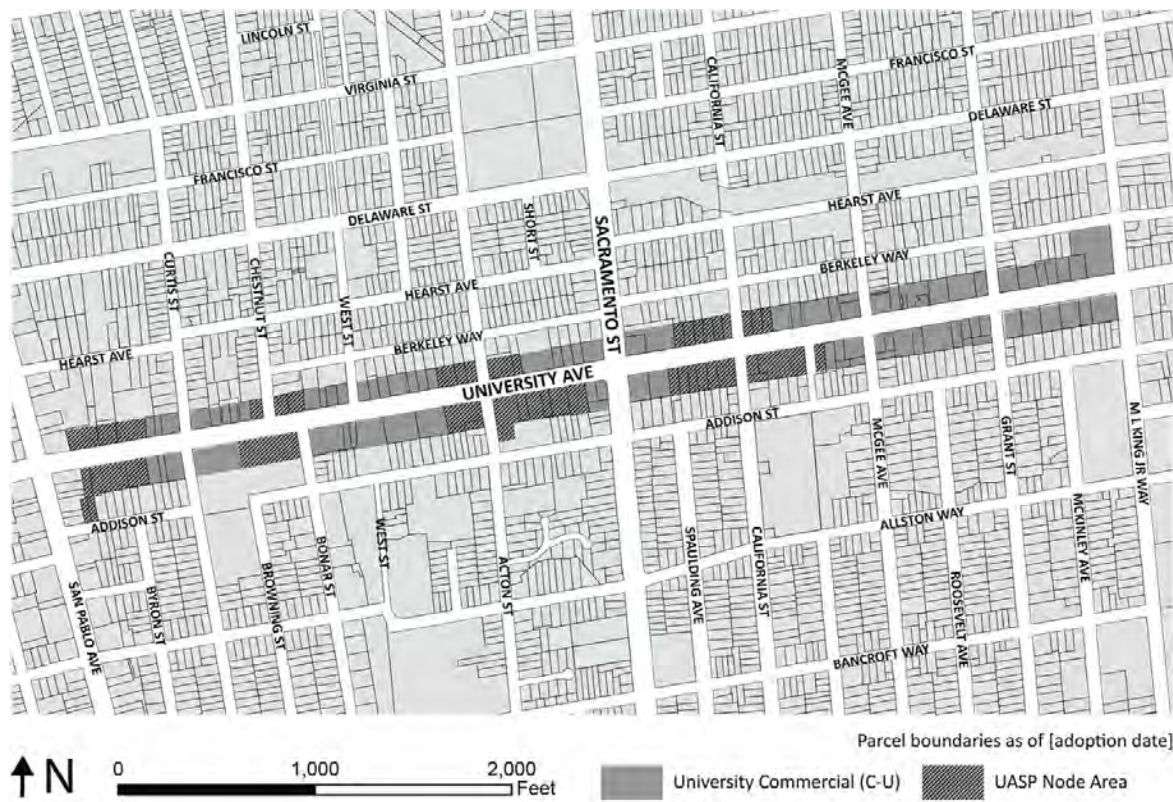 LINCOLN ST
VIRGINIA ST
FRANCISCO ST
DELAWARE ST
SHORT ST
CURTIS ST
CHESTNUT ST
WEST ST
HEARST AVE
HEARST AVE
BERKELEY WAY
UNIVERSITY AVE
SACRAMENTO ST
CALIFORNIA ST
MCGEE AVE
FRANCISCO ST
DELAWARE ST
HEARST AVE
BERKELEY WAY
ADDISON ST
ADDISON ST
SAN PABLO AVE
BYRON ST
BROWNING ST
BONAR ST
WEST ST
ACTON ST
SPAULDING AVE
CALIFORNIA ST
MCGEE AVE
ROOSEVELT AVE
GRANT ST
MCKINLEY AVE
M L KING JR WAY
ALLSTON WAY
BANCROFT WAY
Parcel boundaries as of [adoption date]
N
0 1,000 2,000
Feet
University Commercial (C-U)
UASP Node Area